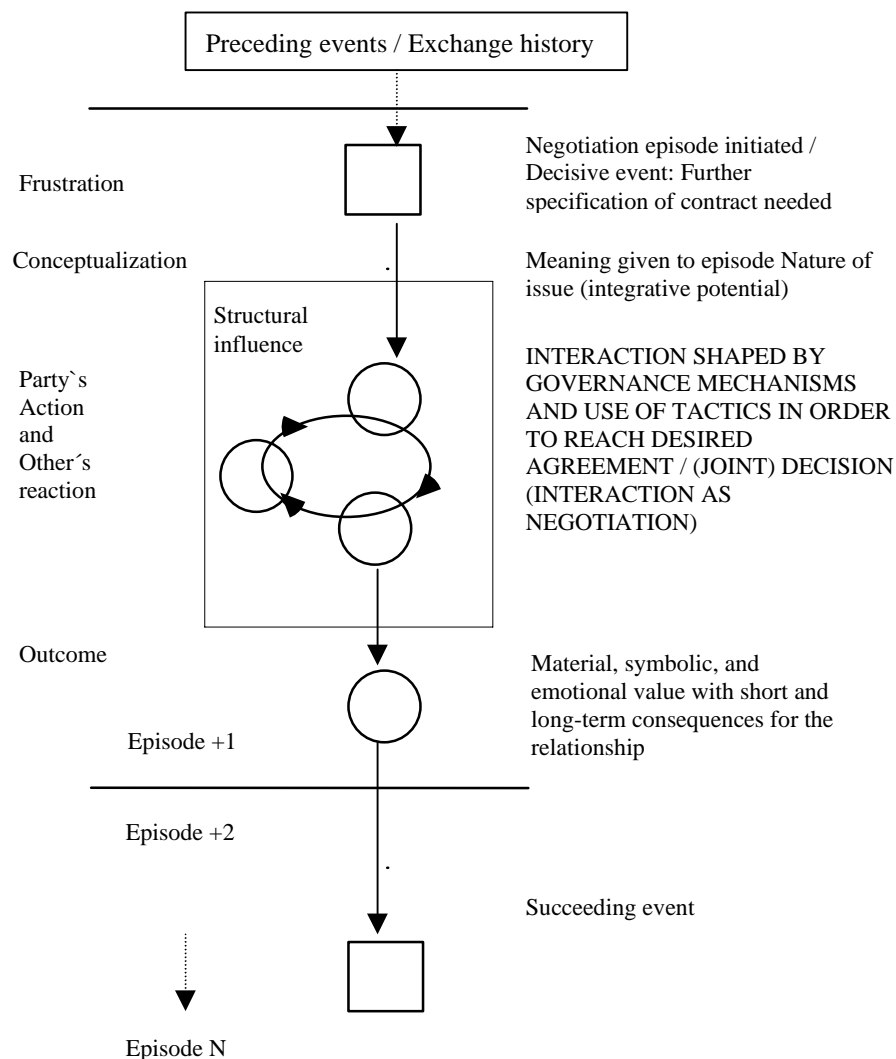 Preceding events / Exchange history
Frustration
Negotiation episode initiated /
Decisive event: Further
specification of contract needed
Conceptualization
Meaning given to episode Nature of
issue (integrative potential)
Structural
influence
Party`s
Action
and
Other´s
reaction
INTERACTION SHAPED BY
GOVERNANCE MECHANISMS
AND USE OF TACTICS IN ORDER
TO REACH DESIRED
AGREEMENT / (JOINT) DECISION
(INTERACTION AS
NEGOTIATION)
Outcome
Material, symbolic, and
emotional value with short and
long-term consequences for the
relationship
Episode +1
Episode +2
Succeeding event
Episode N